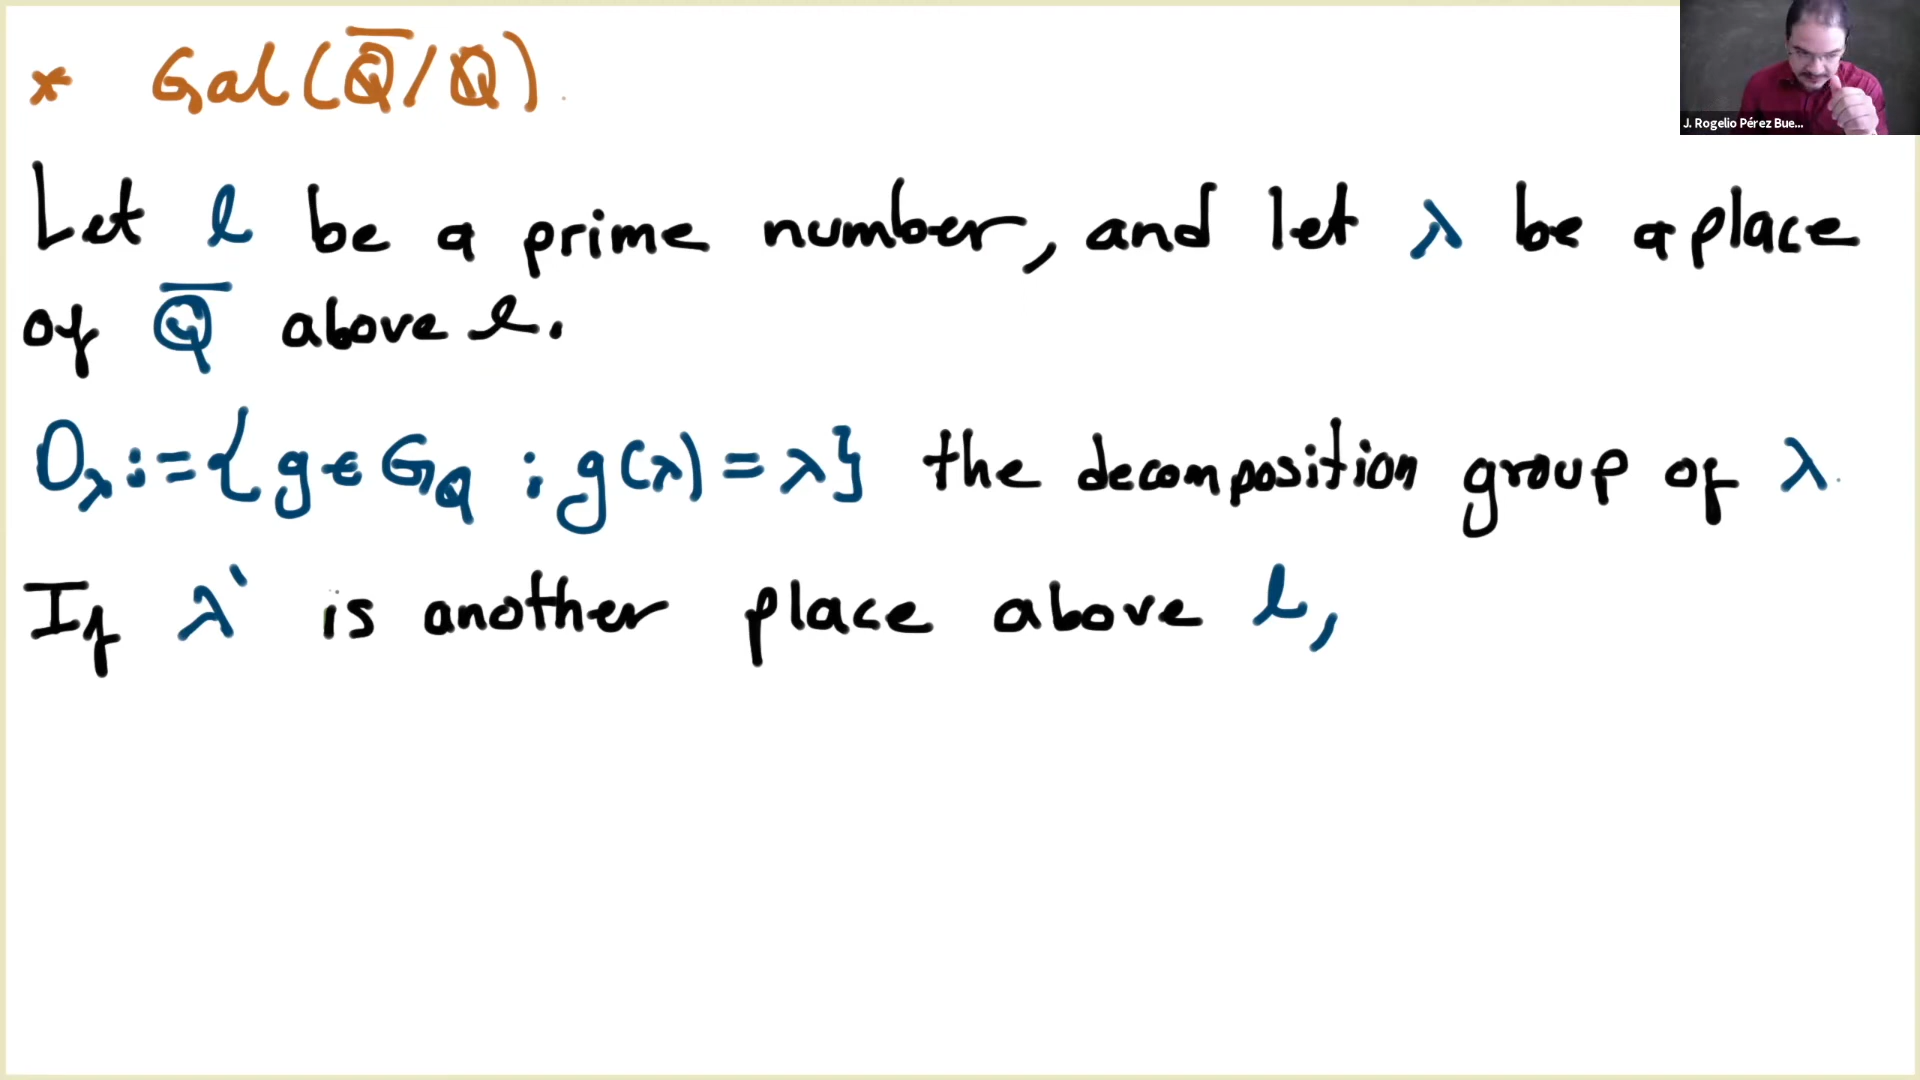 * Gal(Q̅/Q)
J. Rogelio Pérez Bue...
Let l be a prime number, and let λ be a place
of Q̅ above l.
D_λ := { g ∈ G_Q ; g(λ) = λ } the decomposition group of λ.
If λ' is another place above l,